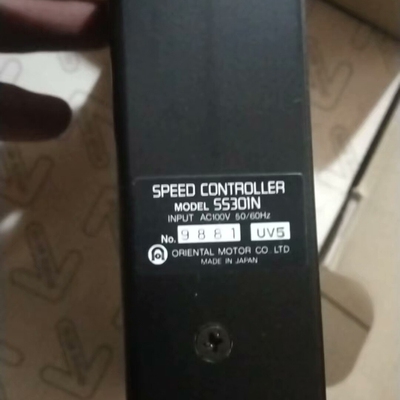 SPEED CONTROLLER
MODEL SS301N
INPUT AC100V 50/60Hz
No. 9881 UV5
ORIENTAL MOTOR CO LTD
MADE IN JAPAN